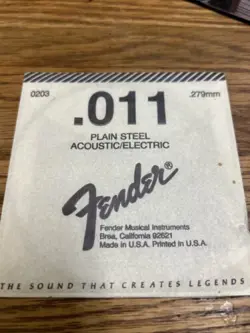 0203 .279mm
.011
PLAIN STEEL
ACOUSTIC/ELECTRIC
Fender®
Fender Musical Instruments
Brea, California 92621
Made in U.S.A. Printed in U.S.A.
THE SOUND THAT CREATES LEGENDS